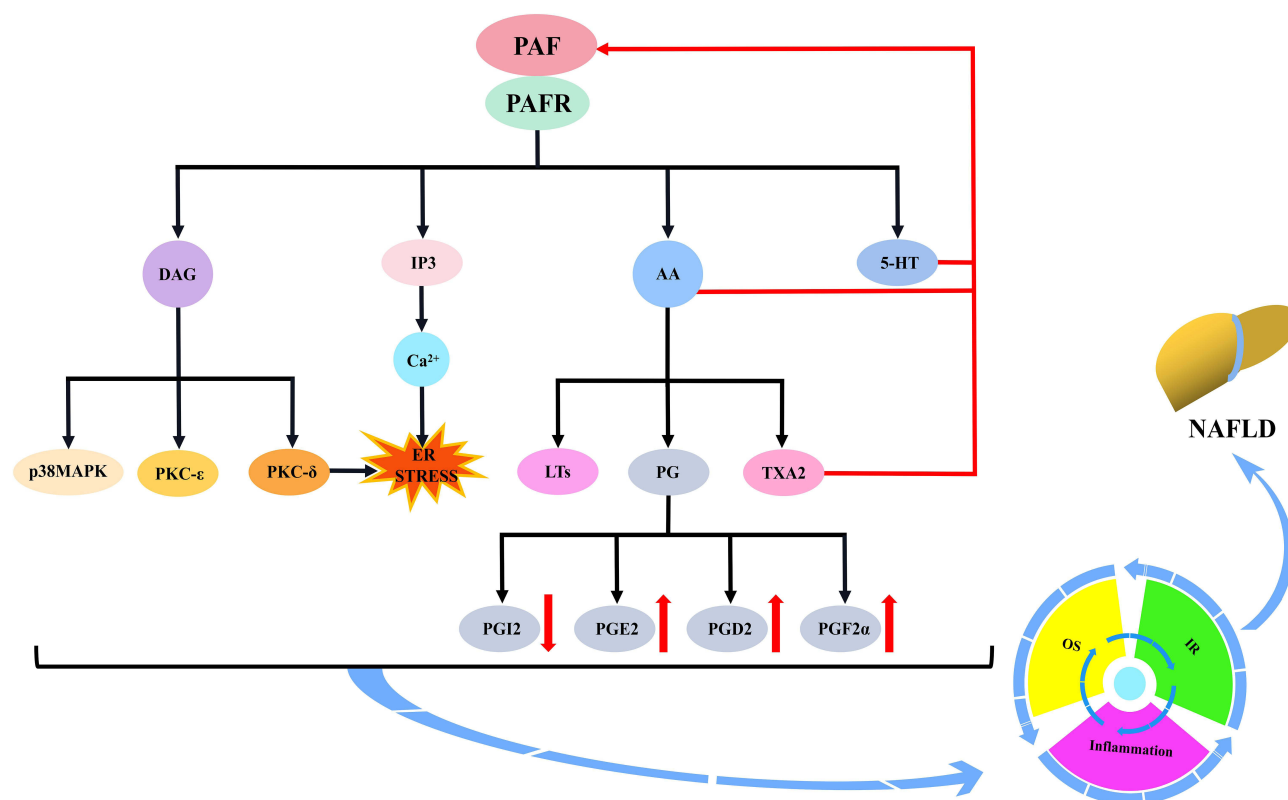 PAF
PAFR
DAG
IP3
AA
5-HT
Ca²⁺
p38MAPK
PKC-ε
PKC-δ
ER
STRESS
LTs
PG
TXA2
PGI2
PGE2
PGD2
PGF2α
NAFLD
OS
IR
Inflammation